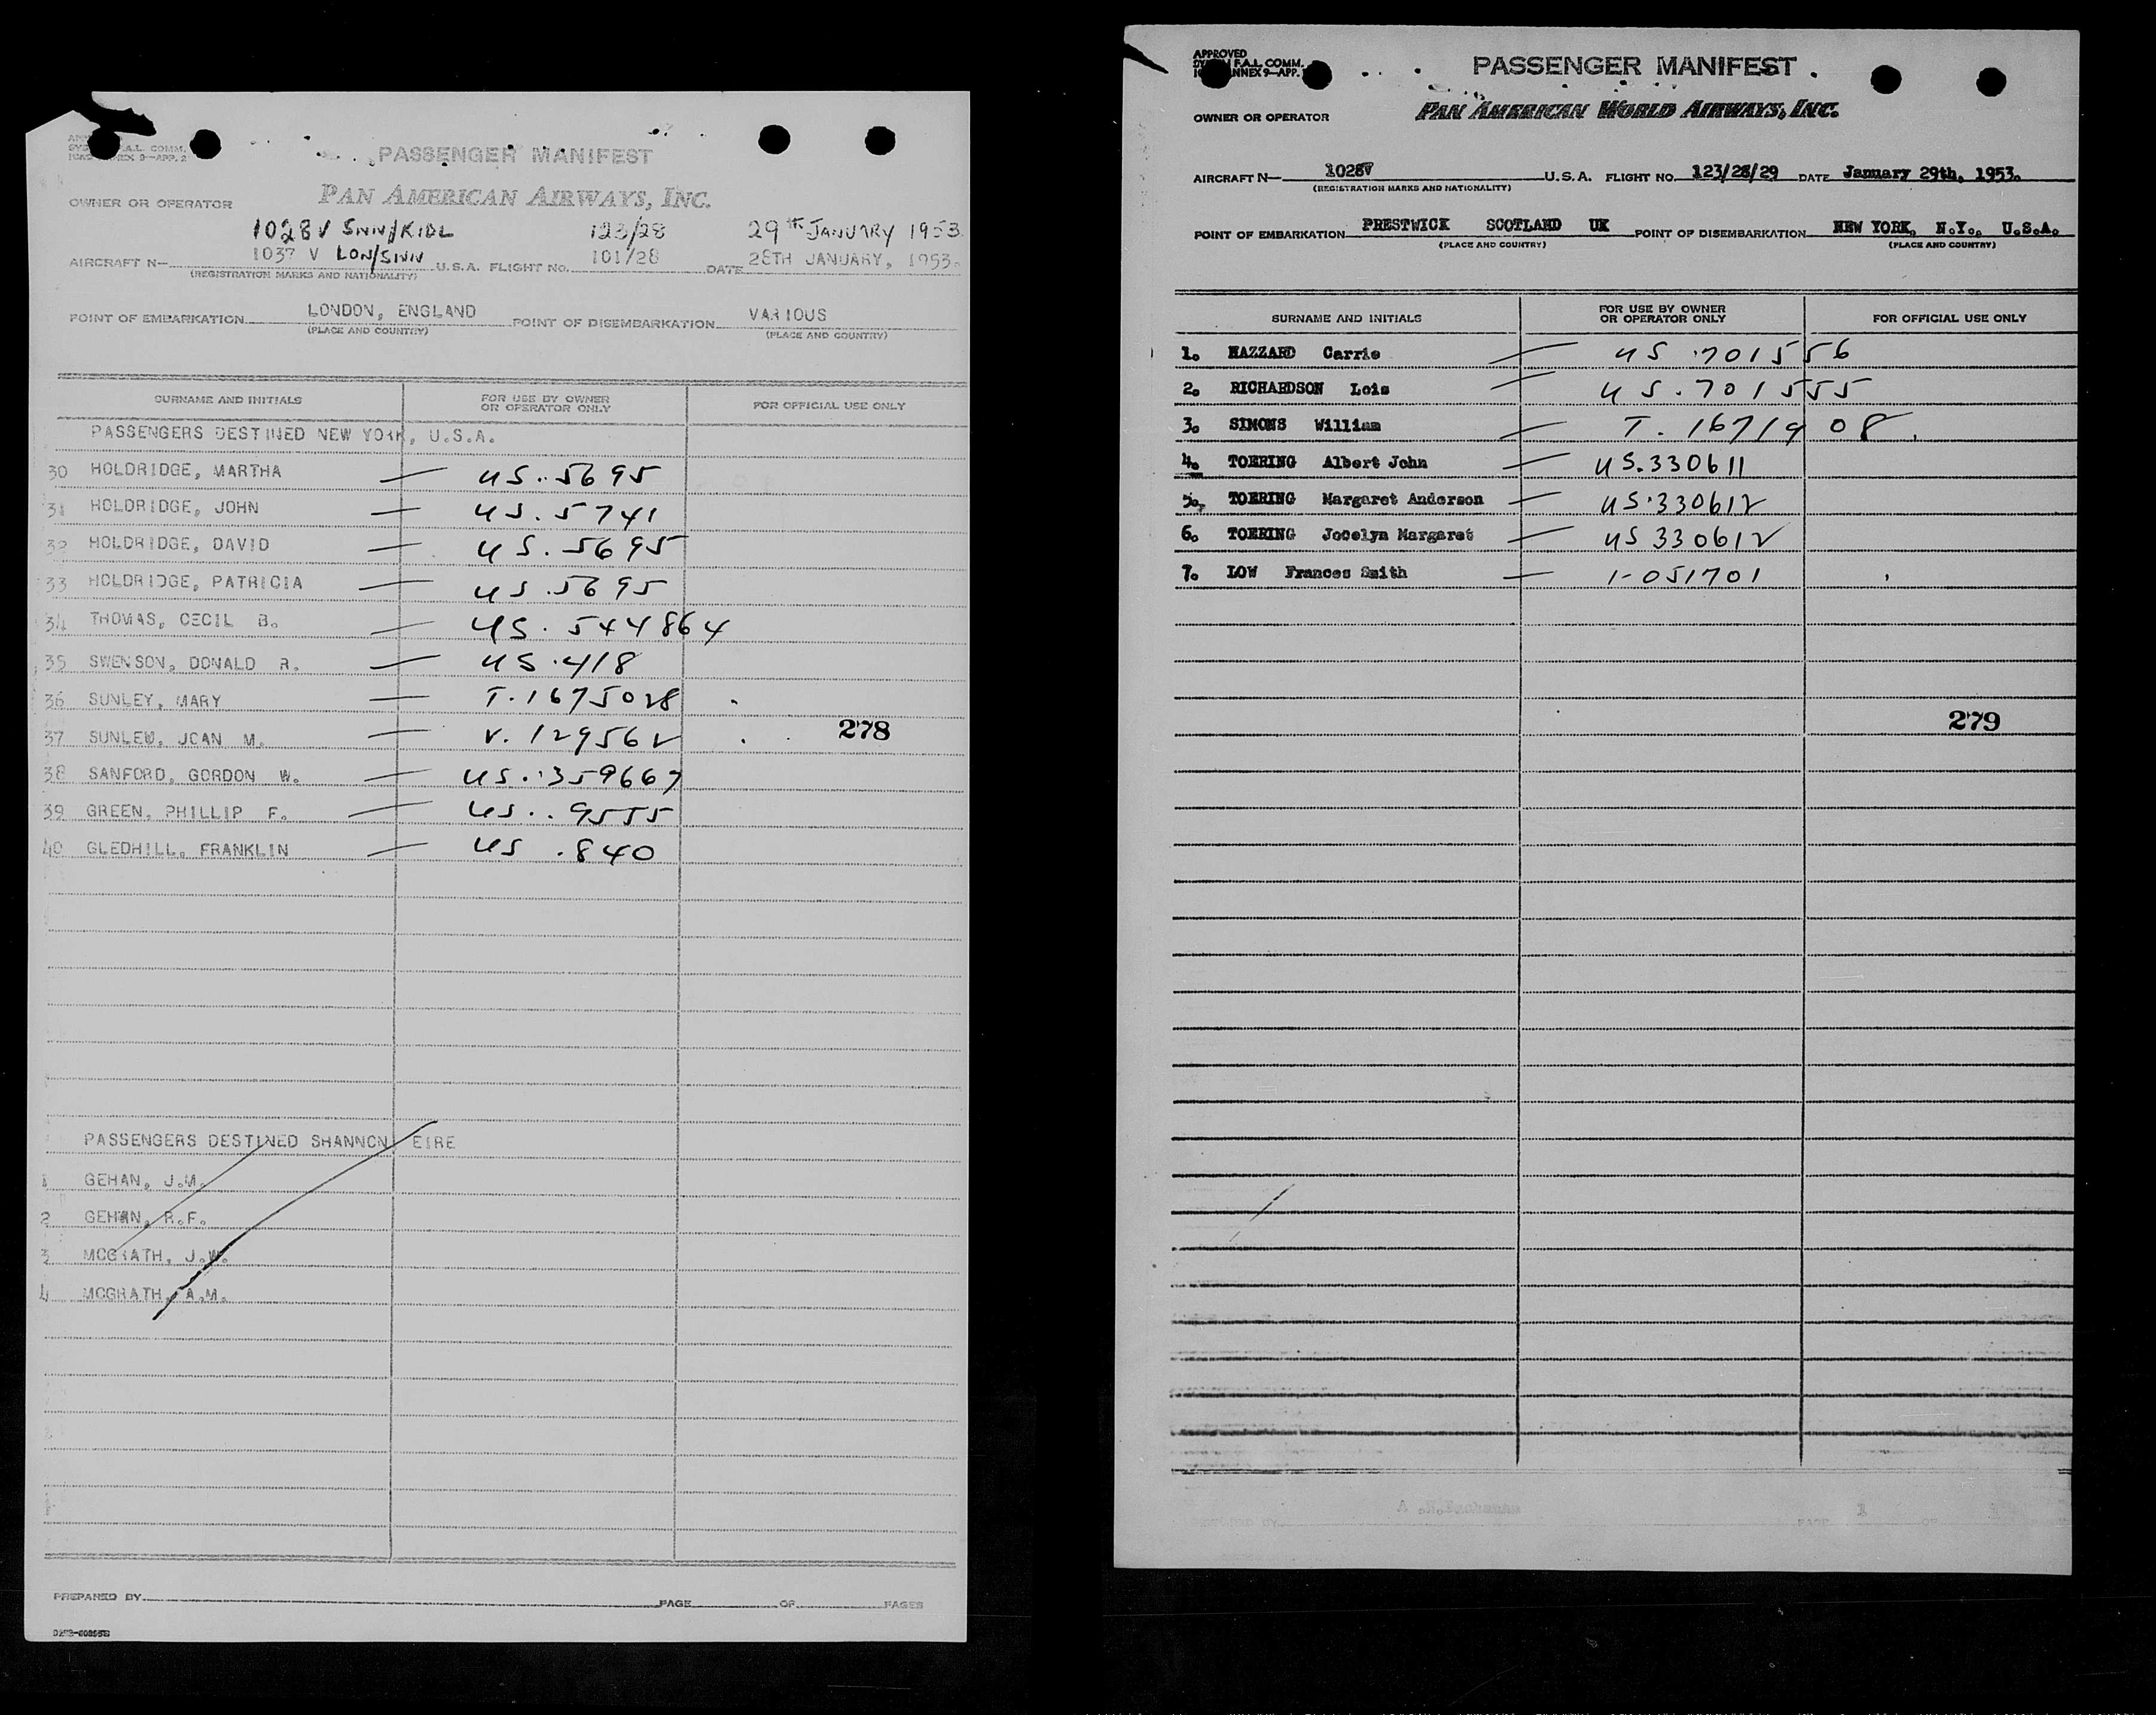 PASSENGER MANIFEST
PAN AMERICAN AIRWAYS, INC.
OWNER OR OPERATOR
1028 V SNN/KIDL 123/28 29TH JANUARY 1953
1037 V LON/SNN 101/28 28TH JANUARY, 1953.
AIRCRAFT N— U.S.A. FLIGHT NO. DATE
(REGISTRATION MARKS AND NATIONALITY)
POINT OF EMBARKATION LONDON, ENGLAND POINT OF DISEMBARKATION VARIOUS
(PLACE AND COUNTRY) (PLACE AND COUNTRY)
SURNAME AND INITIALS FOR USE BY OWNER OR OPERATOR ONLY FOR OFFICIAL USE ONLY
PASSENGERS DESTINED NEW YORK, U.S.A.
30 HOLDRIDGE, MARTHA — US. 5695
31 HOLDRIDGE, JOHN — US. 5741
32 HOLDRIDGE, DAVID — US. 5695
33 HOLDRIDGE, PATRICIA — US. 5695
34 THOMAS, CECIL B. — US. 544864
35 SWENSON, DONALD R. — US. 418
36 SUNLEY, MARY — T. 1675028
37 SUNLEW, JOAN M. — V. 129562 278
38 SANFORD, GORDON W. — US. 359667
39 GREEN, PHILLIP F. — US. 9555
40 GLEDHILL, FRANKLIN — US. 840
PASSENGERS DESTINED SHANNON EIRE
1 GEHAN, J.M.
2 GEHAN, R.F.
3 MCGRATH, J.W.
4 MCGRATH, A.M.
PREPARED BY PAGE OF PAGES
APPROVED
F.A.L. COMM.
ANNEX 9—APP.
PASSENGER MANIFEST
OWNER OR OPERATOR PAN AMERICAN WORLD AIRWAYS, INC.
AIRCRAFT N— 1028V U.S.A. FLIGHT NO. 123/28/29 DATE January 29th, 1953.
(REGISTRATION MARKS AND NATIONALITY)
POINT OF EMBARKATION PRESTWICK SCOTLAND UK POINT OF DISEMBARKATION NEW YORK, N.Y., U.S.A.
(PLACE AND COUNTRY) (PLACE AND COUNTRY)
SURNAME AND INITIALS FOR USE BY OWNER OR OPERATOR ONLY FOR OFFICIAL USE ONLY
1. HAZZARD Carrie — US. 701556
2. RICHARDSON Lois — US. 701555
3. SIMONS William — T. 1671908
4. TOERING Albert John — US. 330611
5. TOERING Margaret Anderson — US. 330612
6. TOERING Jocelyn Margaret — US 330612
7. LOW Frances Smith — 1-051701
279
PAGE 1 OF